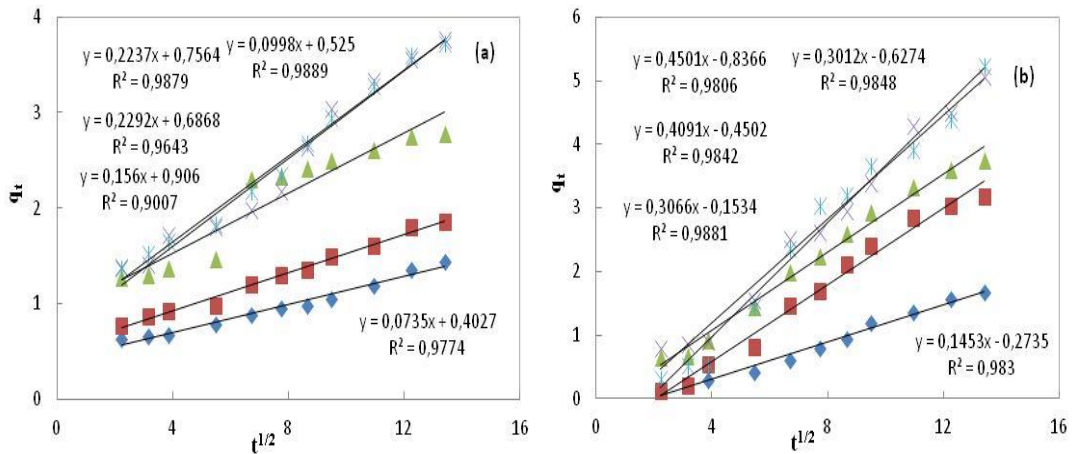 4
3
2
1
0
0
4
8
12
16
qt
t1/2
(a)
y = 0,2237x + 0,7564
R² = 0,9879
y = 0,0998x + 0,525
R² = 0,9889
y = 0,2292x + 0,6868
R² = 0,9643
y = 0,156x + 0,906
R² = 0,9007
y = 0,0735x + 0,4027
R² = 0,9774
6
5
4
3
2
1
0
0
4
8
12
16
qt
t1/2
(b)
y = 0,4501x - 0,8366
R² = 0,9806
y = 0,3012x - 0,6274
R² = 0,9848
y = 0,4091x - 0,4502
R² = 0,9842
y = 0,3066x - 0,1534
R² = 0,9881
y = 0,1453x - 0,2735
R² = 0,983